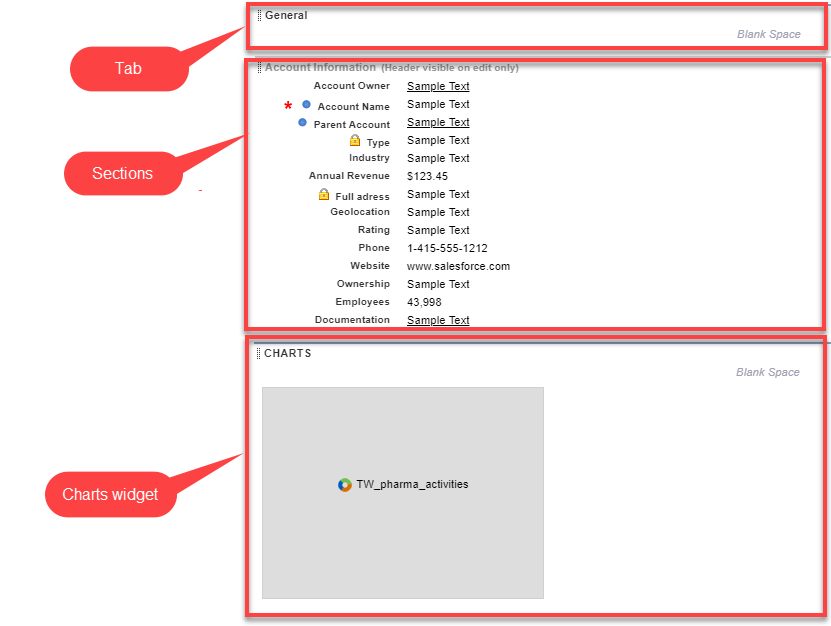 General
Blank Space
Tab
Account Information (Header visible on edit only)
Account Owner Sample Text
* Account Name Sample Text
Parent Account Sample Text
Type Sample Text
Sections
Industry Sample Text
Annual Revenue $123.45
Full adress Sample Text
Geolocation Sample Text
Rating Sample Text
Phone 1-415-555-1212
Website www.salesforce.com
Ownership Sample Text
Employees 43,998
Documentation Sample Text
CHARTS
Blank Space
TW_pharma_activities
Charts widget